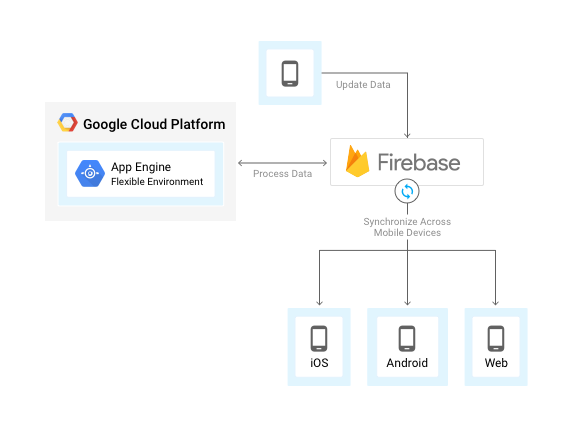 Update Data
Google Cloud Platform
App Engine
Flexible Environment
Process Data
Firebase
Synchronize Across
Mobile Devices
iOS
Android
Web